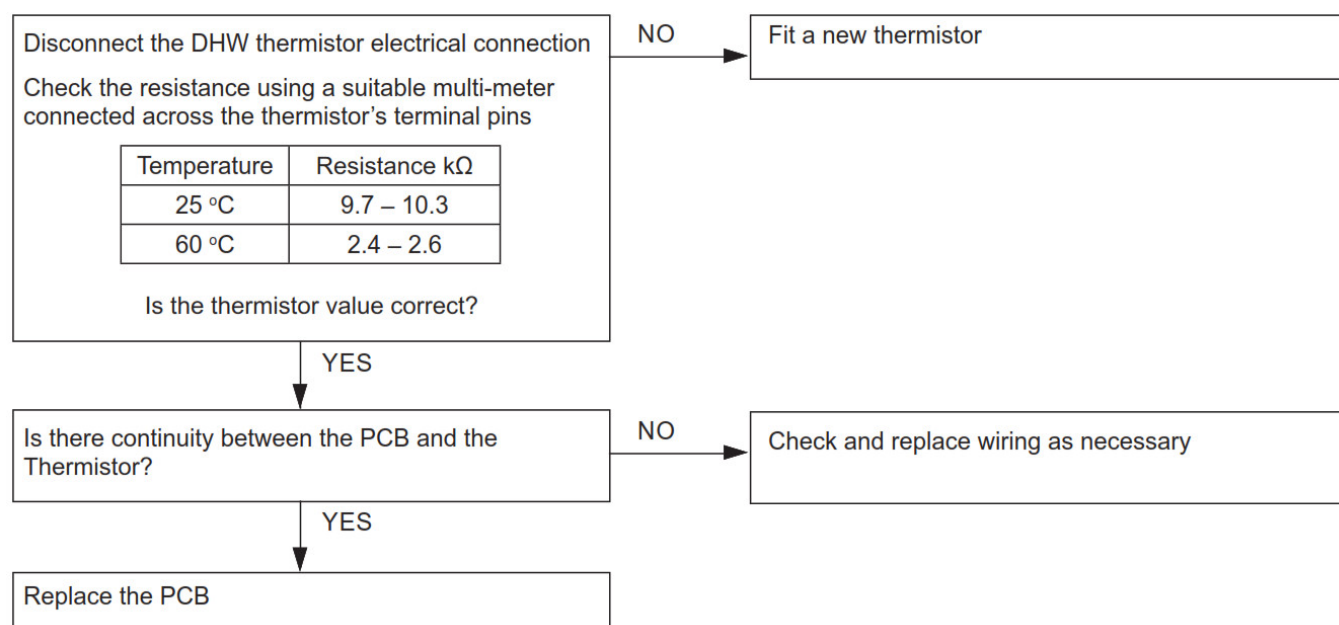 Disconnect the DHW thermistor electrical connection
Check the resistance using a suitable multi-meter
connected across the thermistor’s terminal pins
Temperature Resistance kΩ
25 ºC 9.7 – 10.3
60 ºC 2.4 – 2.6
Is the thermistor value correct?
NO
Fit a new thermistor
YES
Is there continuity between the PCB and the
Thermistor?
NO
Check and replace wiring as necessary
YES
Replace the PCB